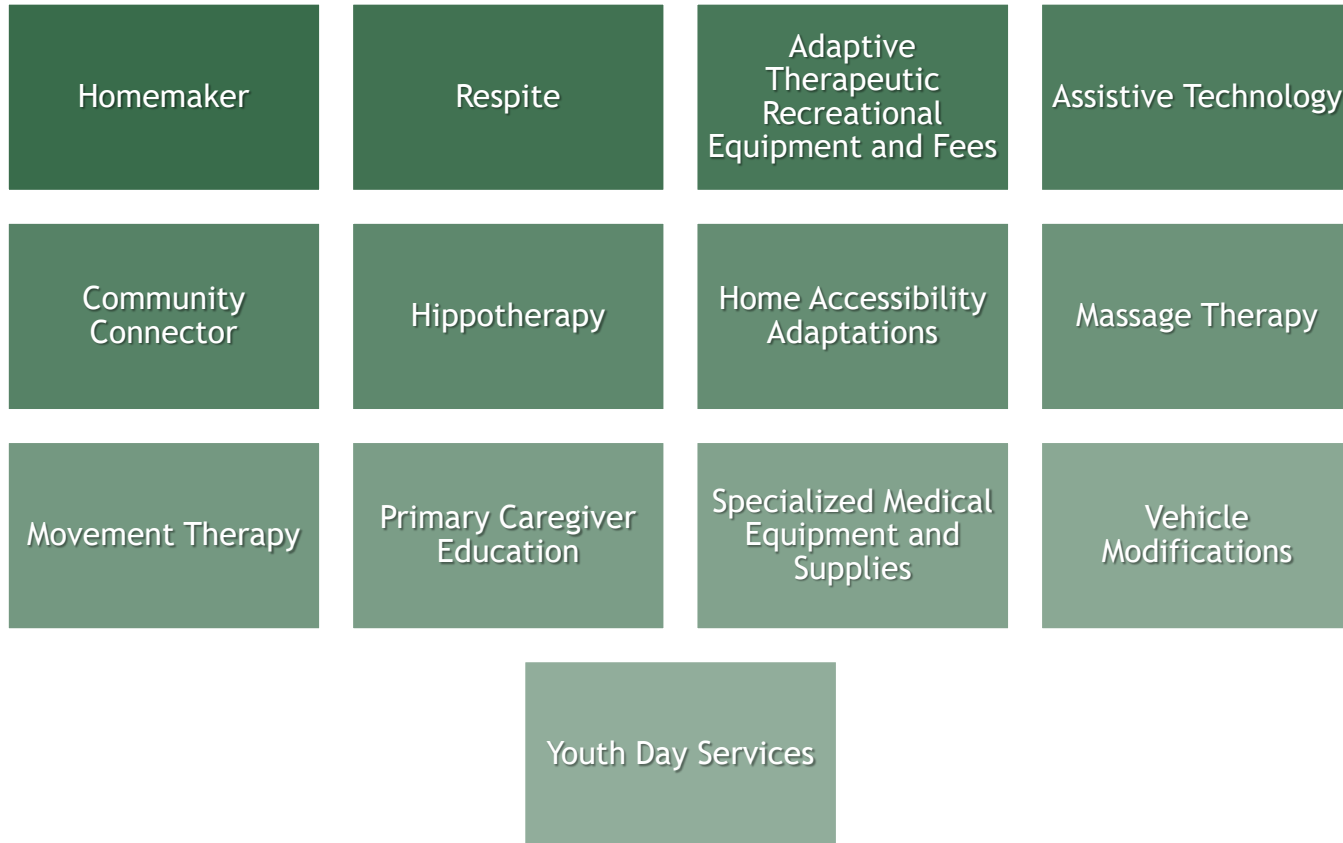 Homemaker
Respite
Adaptive
Therapeutic
Recreational
Equipment and Fees
Assistive Technology
Community
Connector
Hippotherapy
Home Accessibility
Adaptations
Massage Therapy
Movement Therapy
Primary Caregiver
Education
Specialized Medical
Equipment and
Supplies
Vehicle
Modifications
Youth Day Services